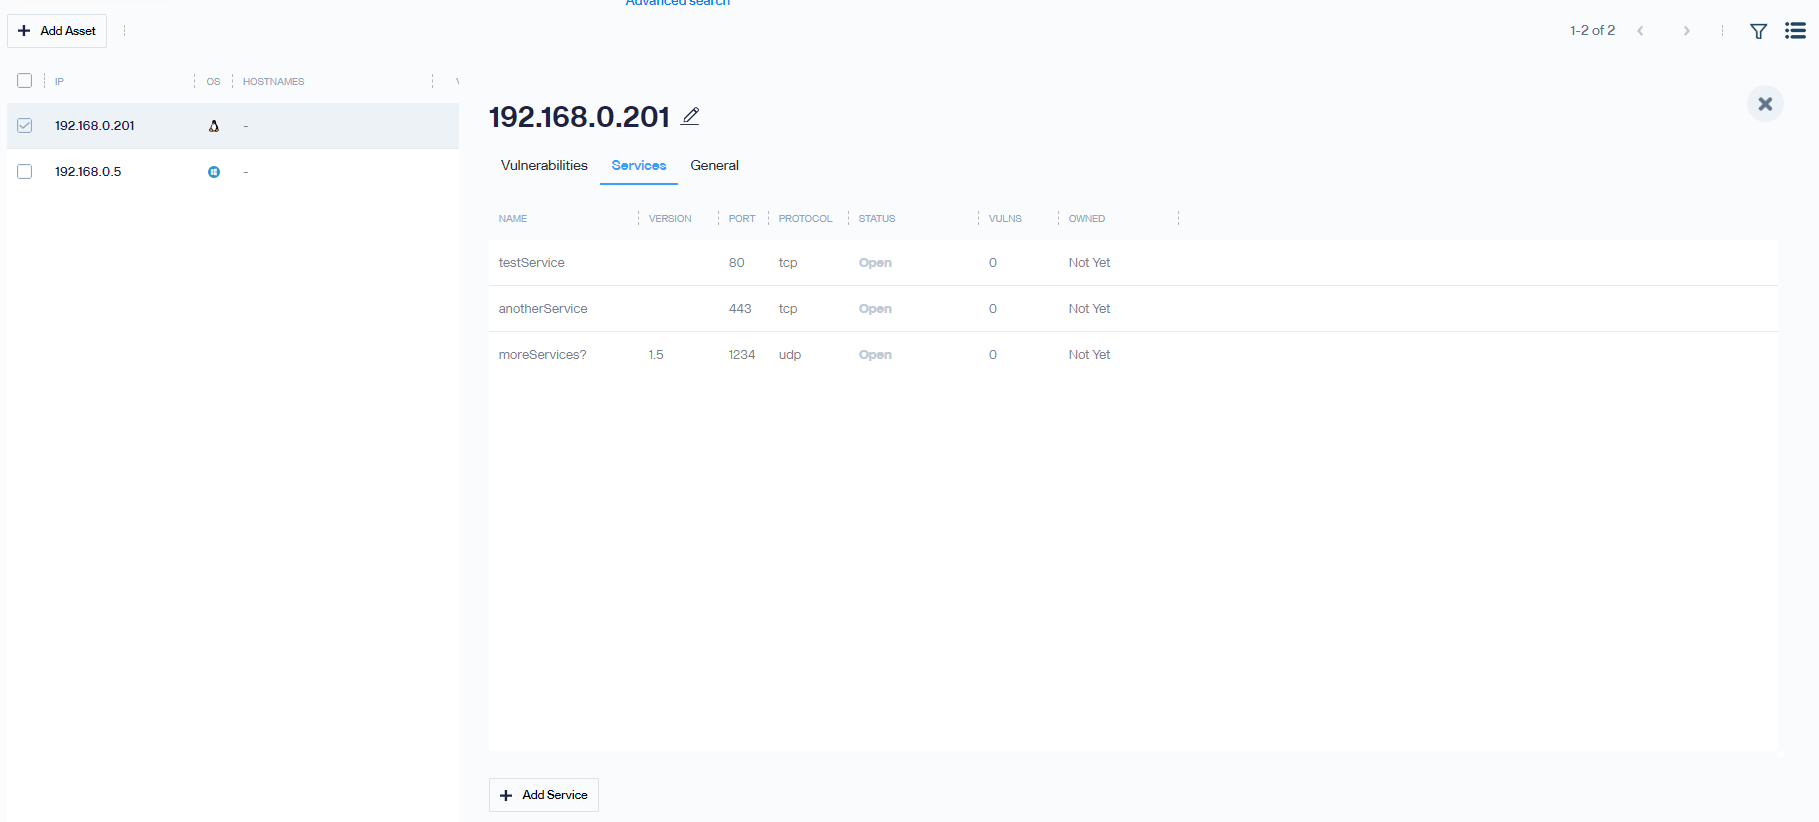 Advanced search
Add Asset
1-2 of 2
IP OS HOSTNAMES
192.168.0.201 -
192.168.0.5 -
192.168.0.201
Vulnerabilities Services General
NAME VERSION PORT PROTOCOL STATUS VULNS OWNED
testService 80 tcp Open 0 Not Yet
anotherService 443 tcp Open 0 Not Yet
moreServices? 1.5 1234 udp Open 0 Not Yet
Add Service